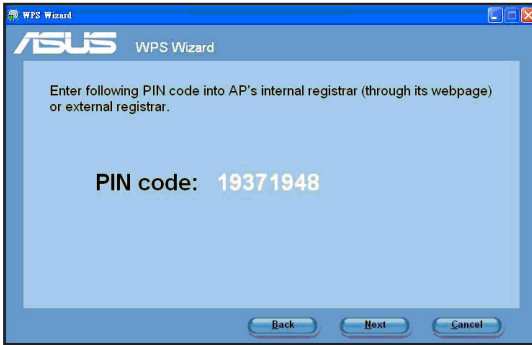 WPS Wizard
ASUS WPS Wizard
Enter following PIN code into AP's internal registrar (through its webpage)
or external registrar.
PIN code: 19371948
Back Next Cancel